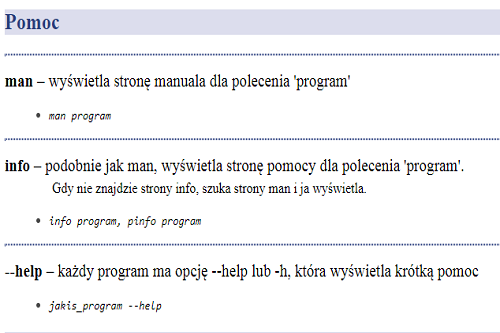 Pomoc
man – wyświetla stronę manuala dla polecenia 'program'
• man program
info – podobnie jak man, wyświetla stronę pomocy dla polecenia 'program'.
Gdy nie znajdzie strony info, szuka strony man i ja wyświetla.
• info program, pinfo program
--help – każdy program ma opcję --help lub -h, która wyświetla krótką pomoc
• jakis_program --help